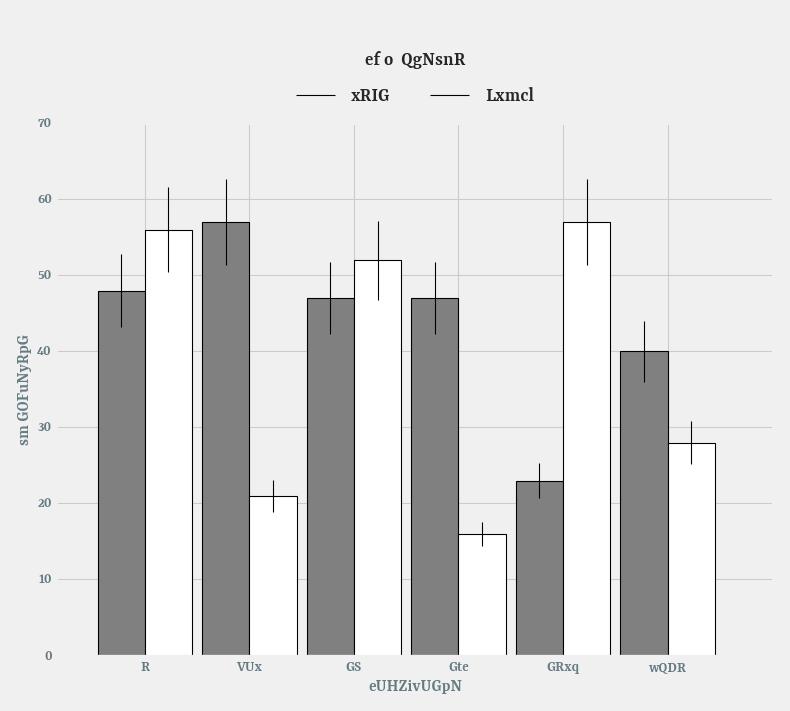 ef o  QgNsnR
xRIG
Lxmcl
70
60
50
40
30
20
10
0
sm GOFuNyRpG
R
VUx
GS
Gte
GRxq
wQDR
eUHZivUGpN